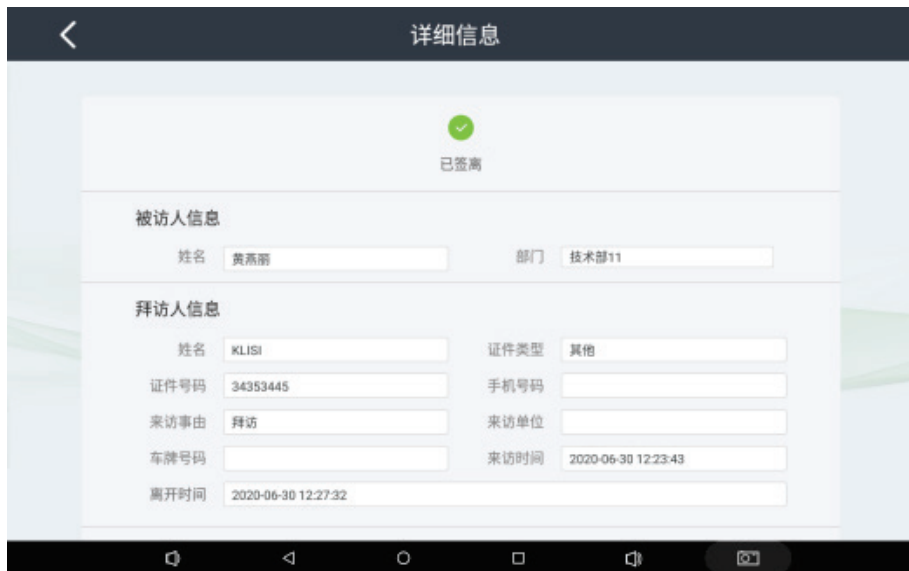 详细信息
已签离
被访人信息
姓名 黄燕丽 部门 技术部11
拜访人信息
姓名 KLISI 证件类型 其他
证件号码 34353445 手机号码
来访事由 拜访 来访单位
车牌号码 来访时间 2020-06-30 12:23:43
离开时间 2020-06-30 12:27:32